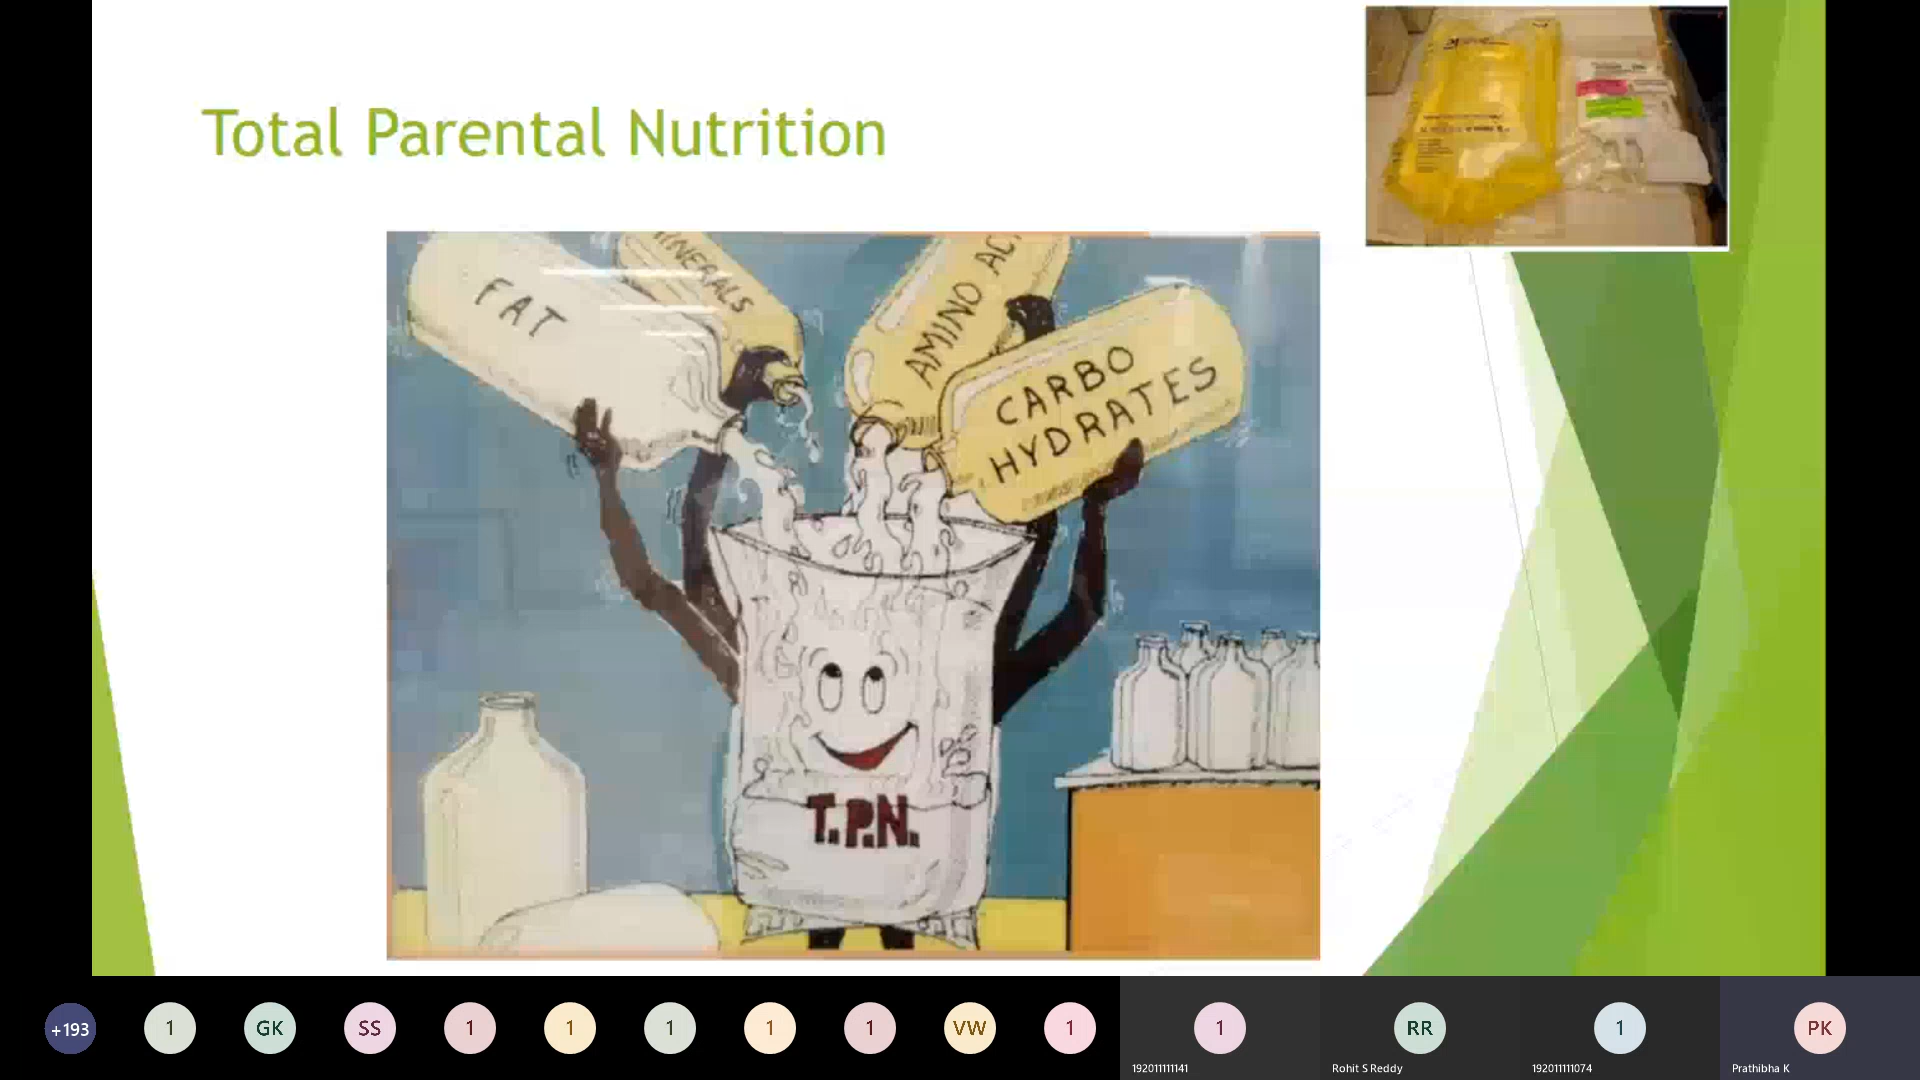 Total Parental Nutrition
FAT
MINERALS
AMINO AC
CARBO
HYDRATES
T.P.N.
+193
1
GK
SS
1
1
1
1
1
VW
1
1
RR
1
PK
192011111141
Rohit S Reddy
192011111074
Prathibha K